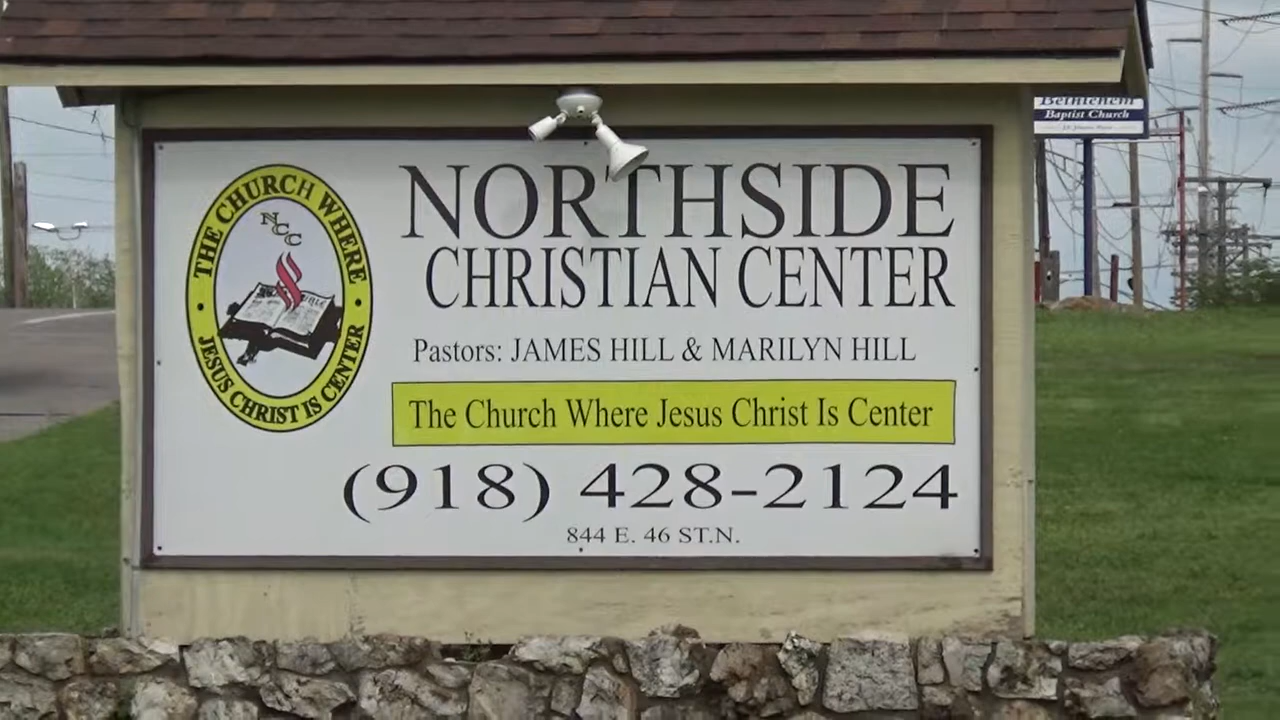 THE CHURCH WHERE
JESUS CHRIST IS CENTER
NCC
NORTHSIDE
CHRISTIAN CENTER
Pastors: JAMES HILL & MARILYN HILL
The Church Where Jesus Christ Is Center
(918) 428-2124
844 E. 46 ST.N.
Bethlehem
Baptist Church